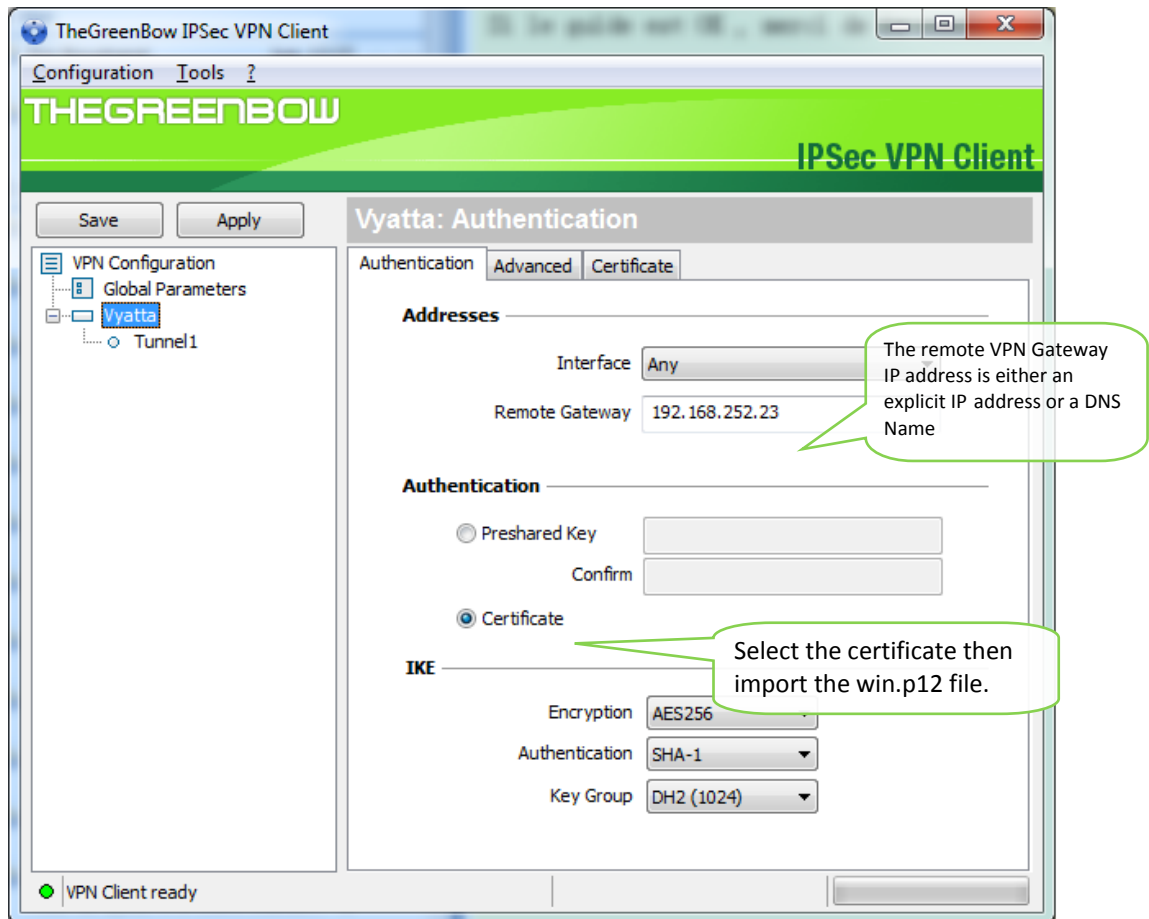 TheGreenBow IPSec VPN Client
Configuration Tools ?
THEGREENBOW
IPSec VPN Client
Save Apply
Vyatta: Authentication
VPN Configuration
Global Parameters
Vyatta
Tunnel1
Authentication Advanced Certificate
Addresses
Interface Any
Remote Gateway 192.168.252.23
The remote VPN Gateway
IP address is either an
explicit IP address or a DNS
Name
Authentication
Preshared Key
Confirm
Certificate
Select the certificate then
import the win.p12 file.
IKE
Encryption AES256
Authentication SHA-1
Key Group DH2 (1024)
VPN Client ready